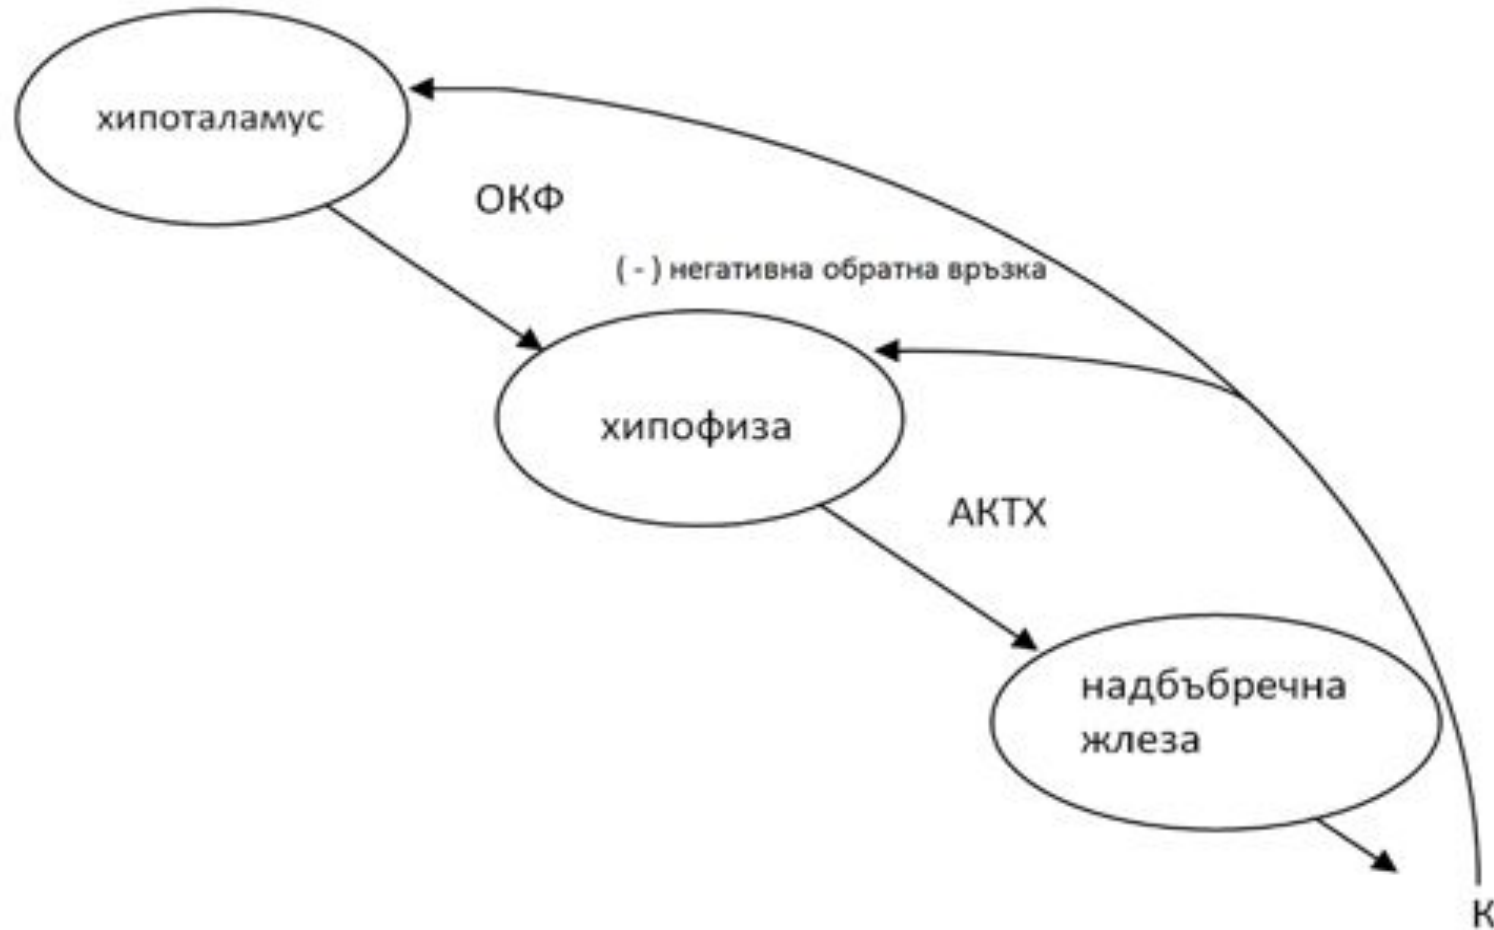 хипоталамус
ОКФ
( - ) негативна обратна връзка
хипофиза
АКТХ
надбъбречна
жлеза
К